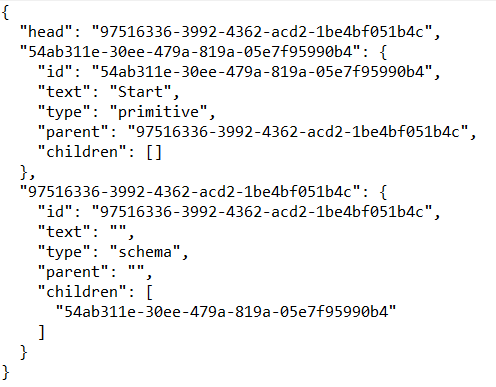 {
  "head": "97516336-3992-4362-acd2-1be4bf051b4c",
  "54ab311e-30ee-479a-819a-05e7f95990b4": {
    "id": "54ab311e-30ee-479a-819a-05e7f95990b4",
    "text": "Start",
    "type": "primitive",
    "parent": "97516336-3992-4362-acd2-1be4bf051b4c",
    "children": []
  },
  "97516336-3992-4362-acd2-1be4bf051b4c": {
    "id": "97516336-3992-4362-acd2-1be4bf051b4c",
    "text": "",
    "type": "schema",
    "parent": "",
    "children": [
      "54ab311e-30ee-479a-819a-05e7f95990b4"
    ]
  }
}